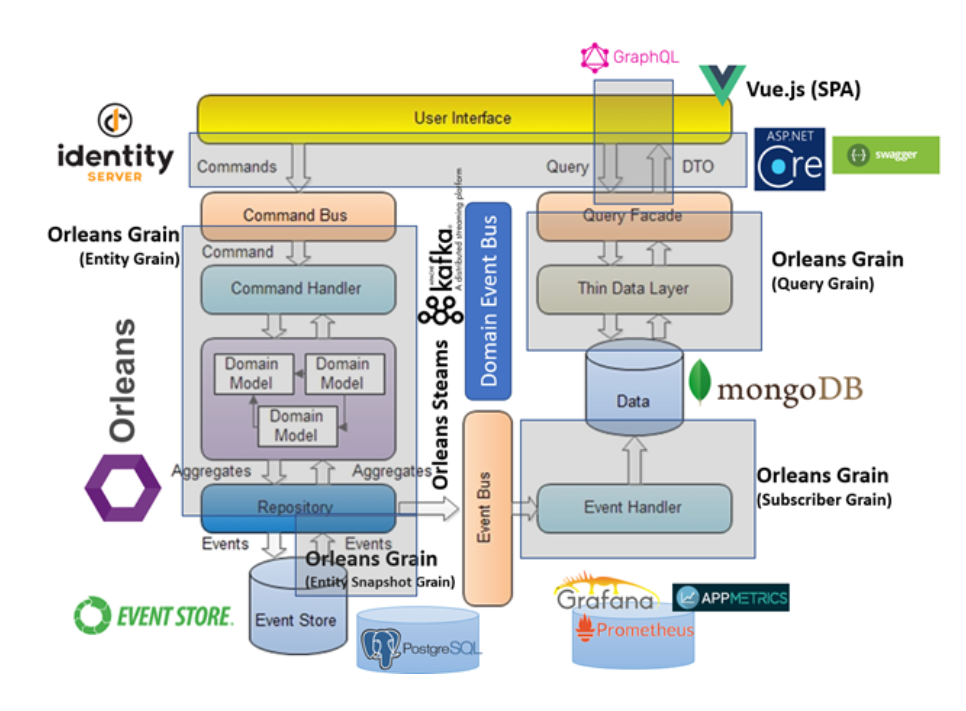 GraphQL
Vue.js (SPA)
User Interface
identity
SERVER
Commands
Query
DTO
ASP.NET
Core
{··} swagger
Command Bus
Query Facade
Orleans Grain
(Entity Grain)
Command
APACHE
kafka®
A distributed streaming platform
Domain Event Bus
Orleans Grain
(Query Grain)
Command Handler
Thin Data Layer
Orleans
Domain
Model
Domain
Model
Domain
Model
Orleans Steams
Data
mongoDB
Aggregates
Aggregates
Repository
Event Bus
Event Handler
Orleans Grain
(Subscriber Grain)
Events
Events
Orleans Grain
(Entity Snapshot Grain)
EVENT STORE.
Event Store
PostgreSQL
Grafana
APPMETRICS
Prometheus